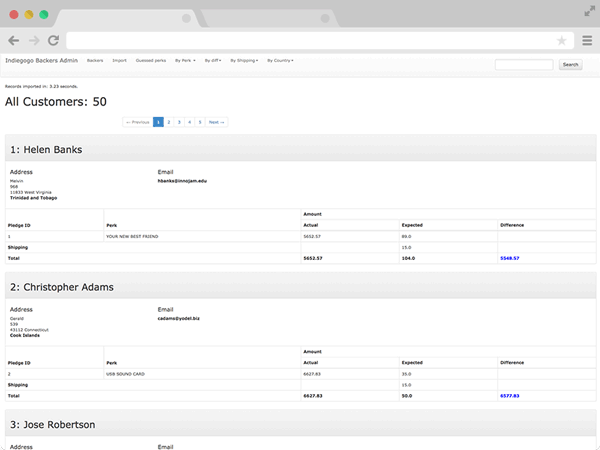 Indiegogo Backers Admin Backers Import Guessed perks By Perk By diff By Shipping By Country Search
Records imported in: 3.23 seconds.
All Customers: 50
← Previous 1 2 3 4 5 Next →
1: Helen Banks
Address Email
Melvin hbanks@innojam.edu
968
11833 West Virginia
Trinidad and Tobago
Amount
Pledge ID Perk Actual Expected Difference
1 YOUR NEW BEST FRIEND 5652.57 89.0
Shipping 15.0
Total 5652.57 104.0 5548.57
2: Christopher Adams
Address Email
Gerald cadams@yodel.biz
539
43112 Connecticut
Cook Islands
Amount
Pledge ID Perk Actual Expected Difference
2 USB SOUND CARD 6627.83 35.0
Shipping 15.0
Total 6627.83 50.0 6577.83
3: Jose Robertson
Address Email